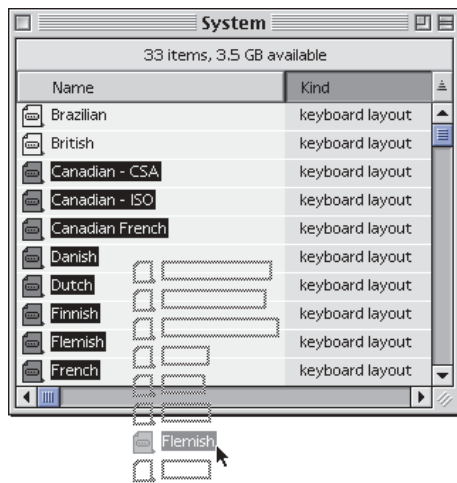 System
33 items, 3.5 GB available
Name Kind
Brazilian keyboard layout
British keyboard layout
Canadian - CSA keyboard layout
Canadian - ISO keyboard layout
Canadian French keyboard layout
Danish keyboard layout
Dutch keyboard layout
Finnish keyboard layout
Flemish keyboard layout
French keyboard layout
Flemish